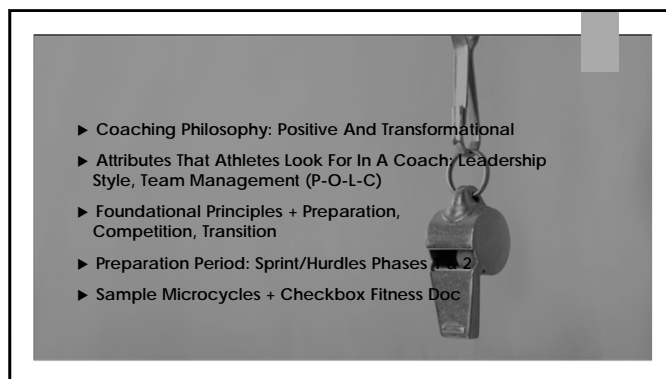 ▶ Coaching Philosophy: Positive And Transformational
▶ Attributes That Athletes Look For In A Coach: Leadership
Style, Team Management (P-O-L-C)
▶ Foundational Principles + Preparation,
Competition, Transition
▶ Preparation Period: Sprint/Hurdles Phases 1 & 2
▶ Sample Microcycles + Checkbox Fitness Doc